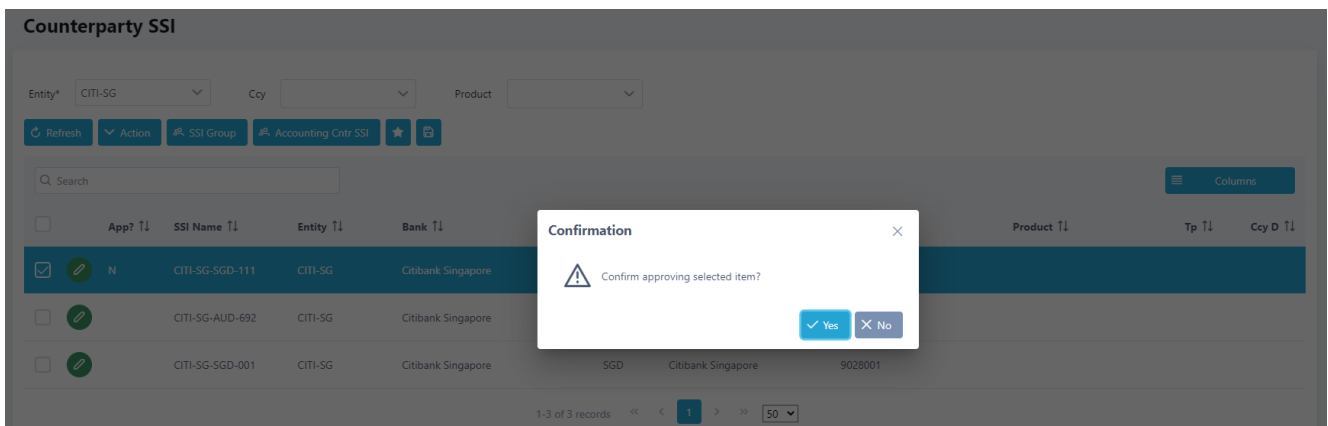 Counterparty SSI
Entity* CITI-SG Ccy Product
Refresh Action SSI Group Accounting Cntr SSI
Search Columns
App? SSI Name Entity Bank Product Tp Ccy D
Confirmation
N CITI-SG-SGD-111 CITI-SG Citibank Singapore
Confirm approving selected item?
CITI-SG-AUD-692 CITI-SG Citibank Singapore
Yes No
CITI-SG-SGD-001 CITI-SG Citibank Singapore SGD Citibank Singapore 9028001
1-3 of 3 records « < 1 > » 50